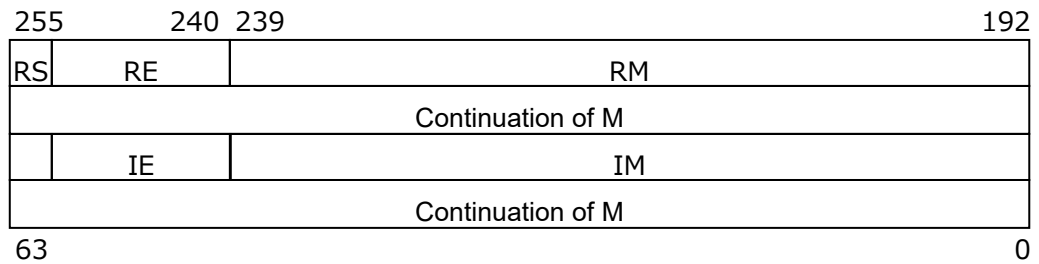 255 240 239 192
RS RE RM
Continuation of M
IE IM
Continuation of M
63 0